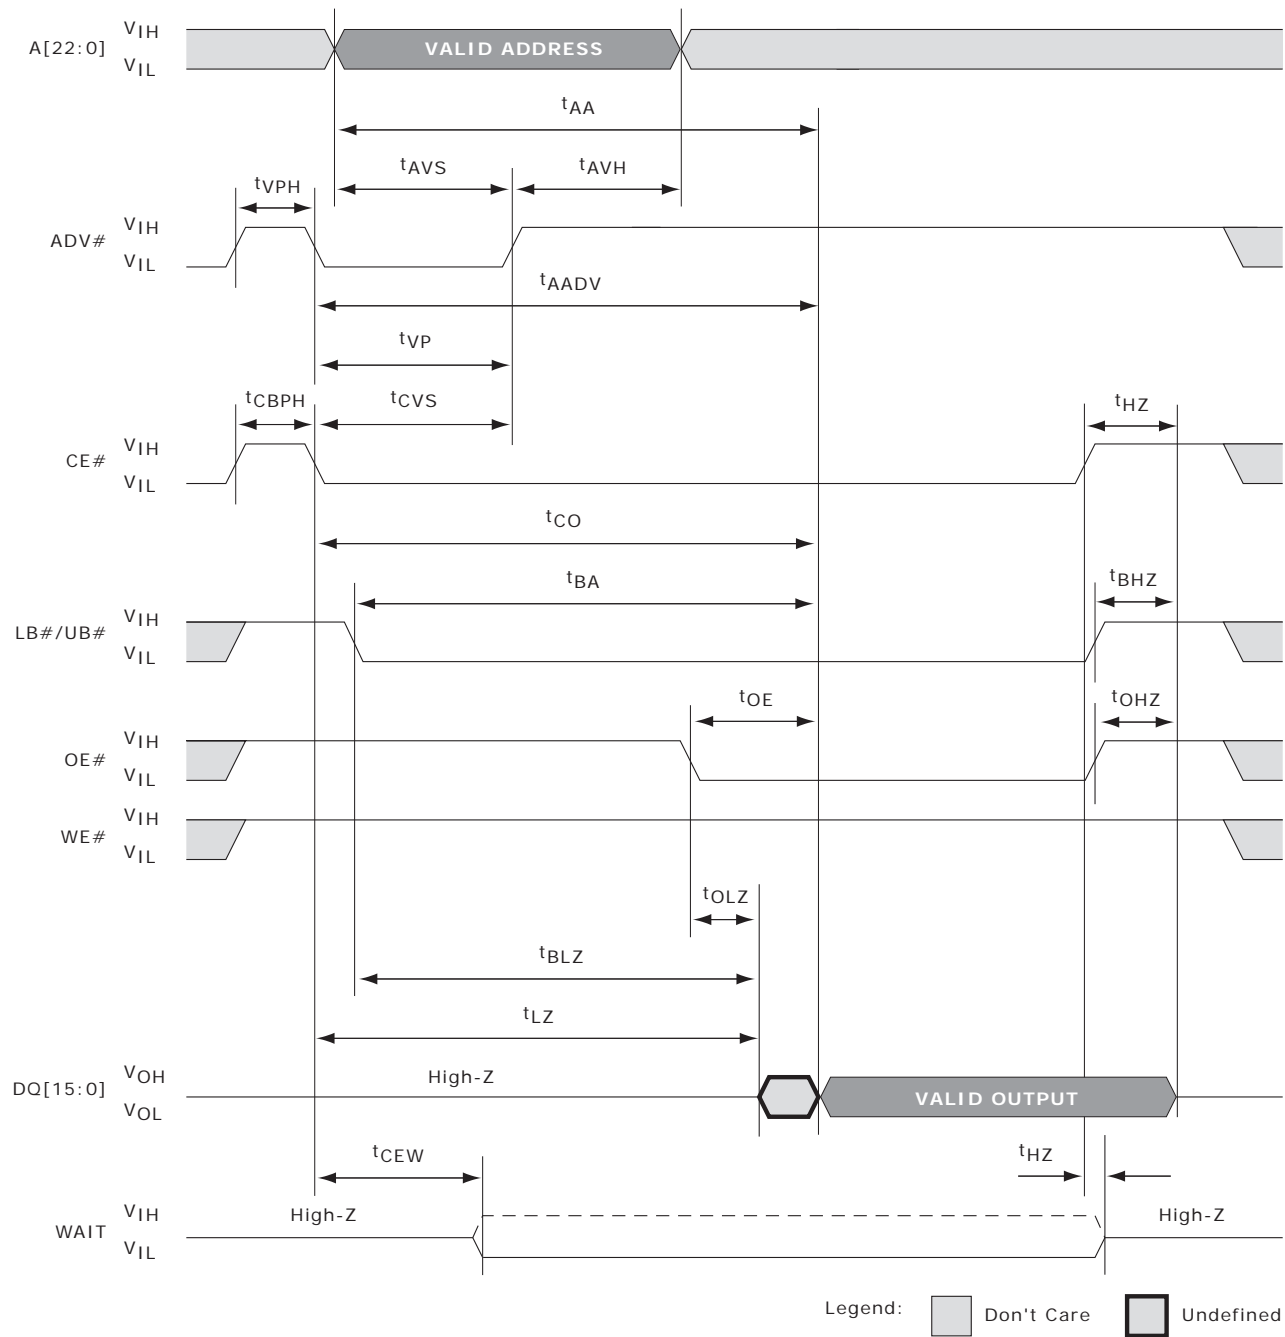 A[22:0] VIH VALID ADDRESS
VIL
tAA
tAVS tAVH
tVPH
ADV# VIH
VIL
tAADV
tVP
tCBPH tCVS tHZ
CE# VIH
VIL
tCO
tBA tBHZ
LB#/UB# VIH
VIL
tOE tOHZ
OE# VIH
VIL
WE# VIH
VIL
tOLZ
tBLZ
tLZ
DQ[15:0] VOH High-Z
VOL VALID OUTPUT
tCEW tHZ
WAIT VIH High-Z High-Z
VIL
Legend: Don't Care Undefined